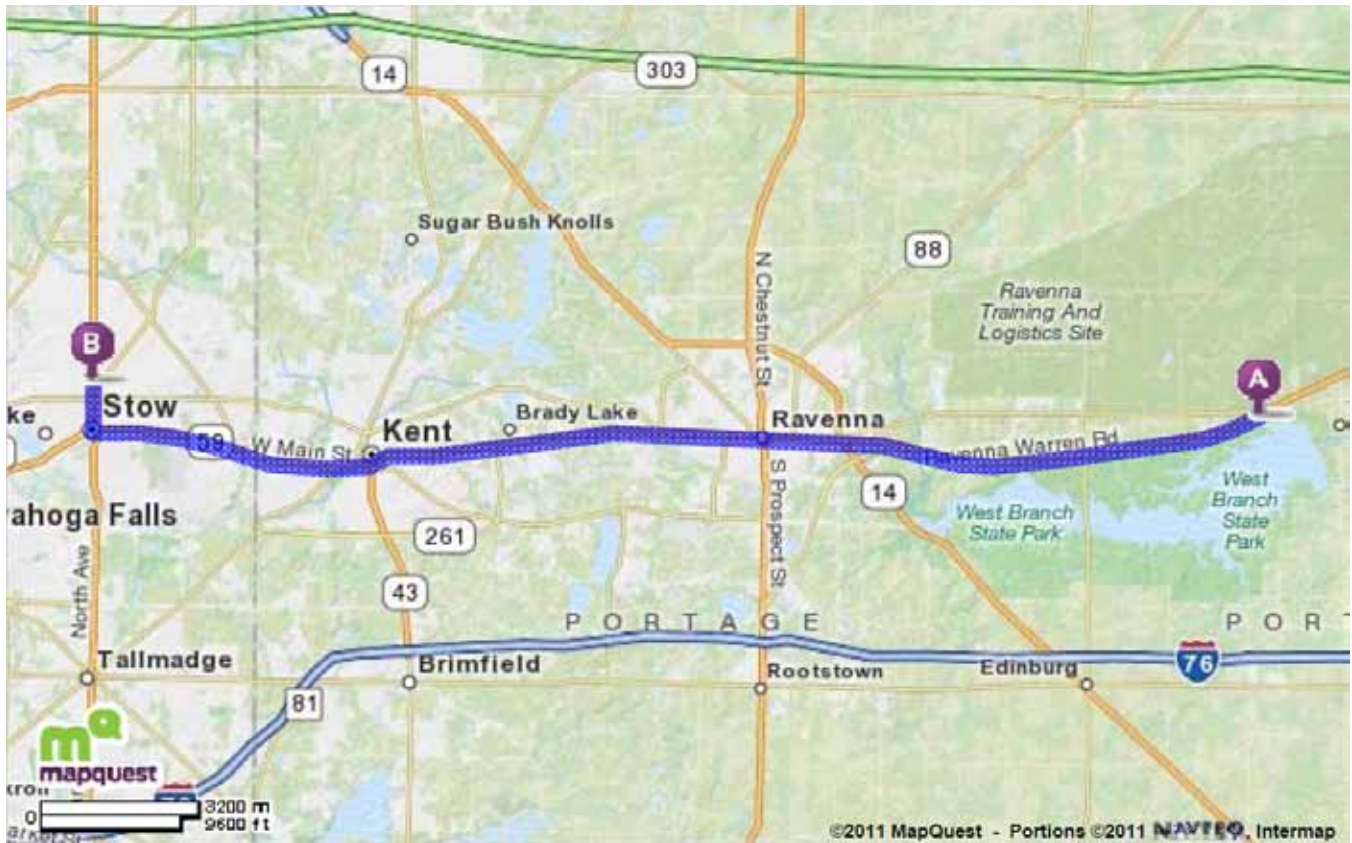 303
14
Sugar Bush Knolls
88
N Chestnut St
Ravenna
Training And
Logistics Site
B
A
Stow
Brady Lake
Ravenna
Kent
W Main St
59
Ravenna Warren Rd
14
West Branch
State Park
West
Branch
State
Park
ahoga Falls
261
S Prospect St
43
North Ave
PORTAGE
POR
Tallmadge
Brimfield
Rootstown
Edinburg
76
81
mq
mapquest
0
3200 m
9600 ft
©2011 MapQuest - Portions ©2011 NAVTEQ, Intermap